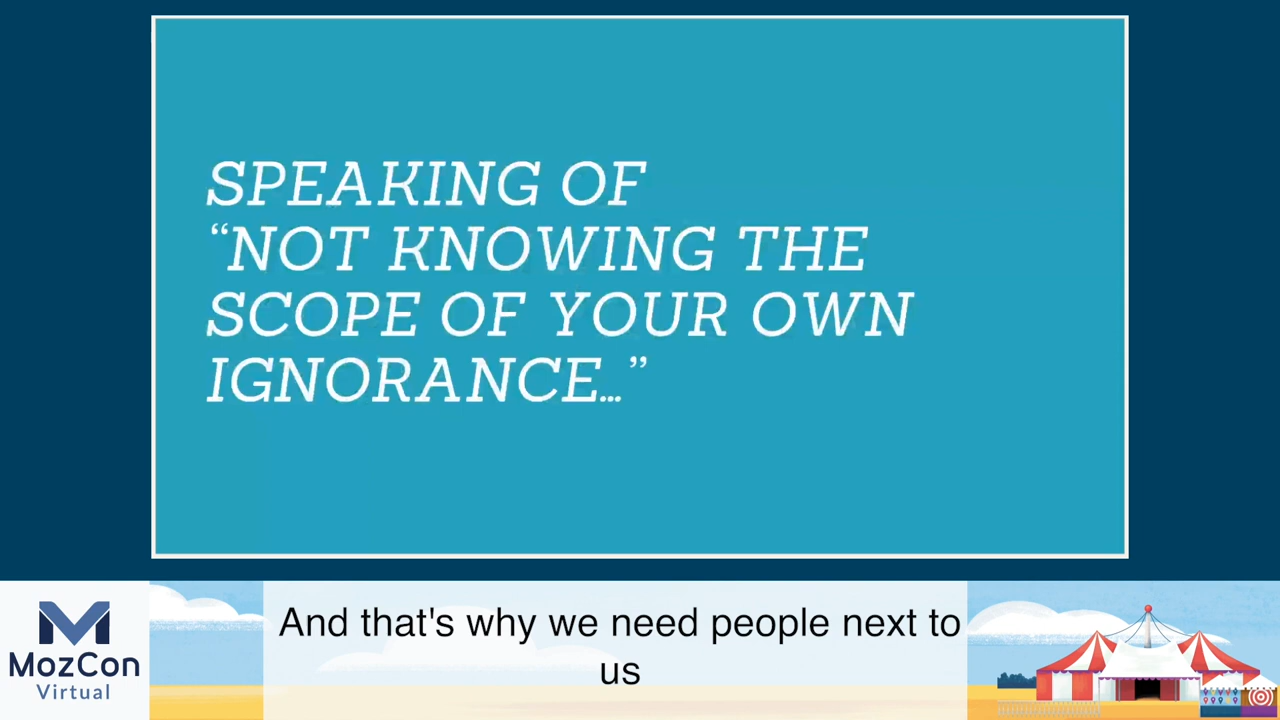 SPEAKING OF
“NOT KNOWING THE
SCOPE OF YOUR OWN
IGNORANCE…”
And that's why we need people next to
us
MozCon
Virtual